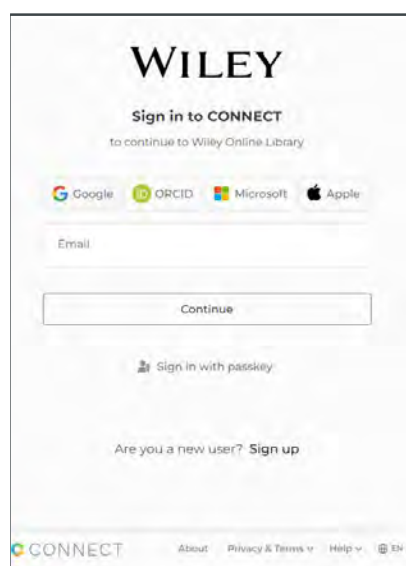 WILEY
Sign in to CONNECT
to continue to Wiley Online Library
Google iD ORCID Microsoft Apple
Email
Continue
Sign in with passkey
Are you a new user? Sign up
CONNECT About Privacy & Terms Help EN